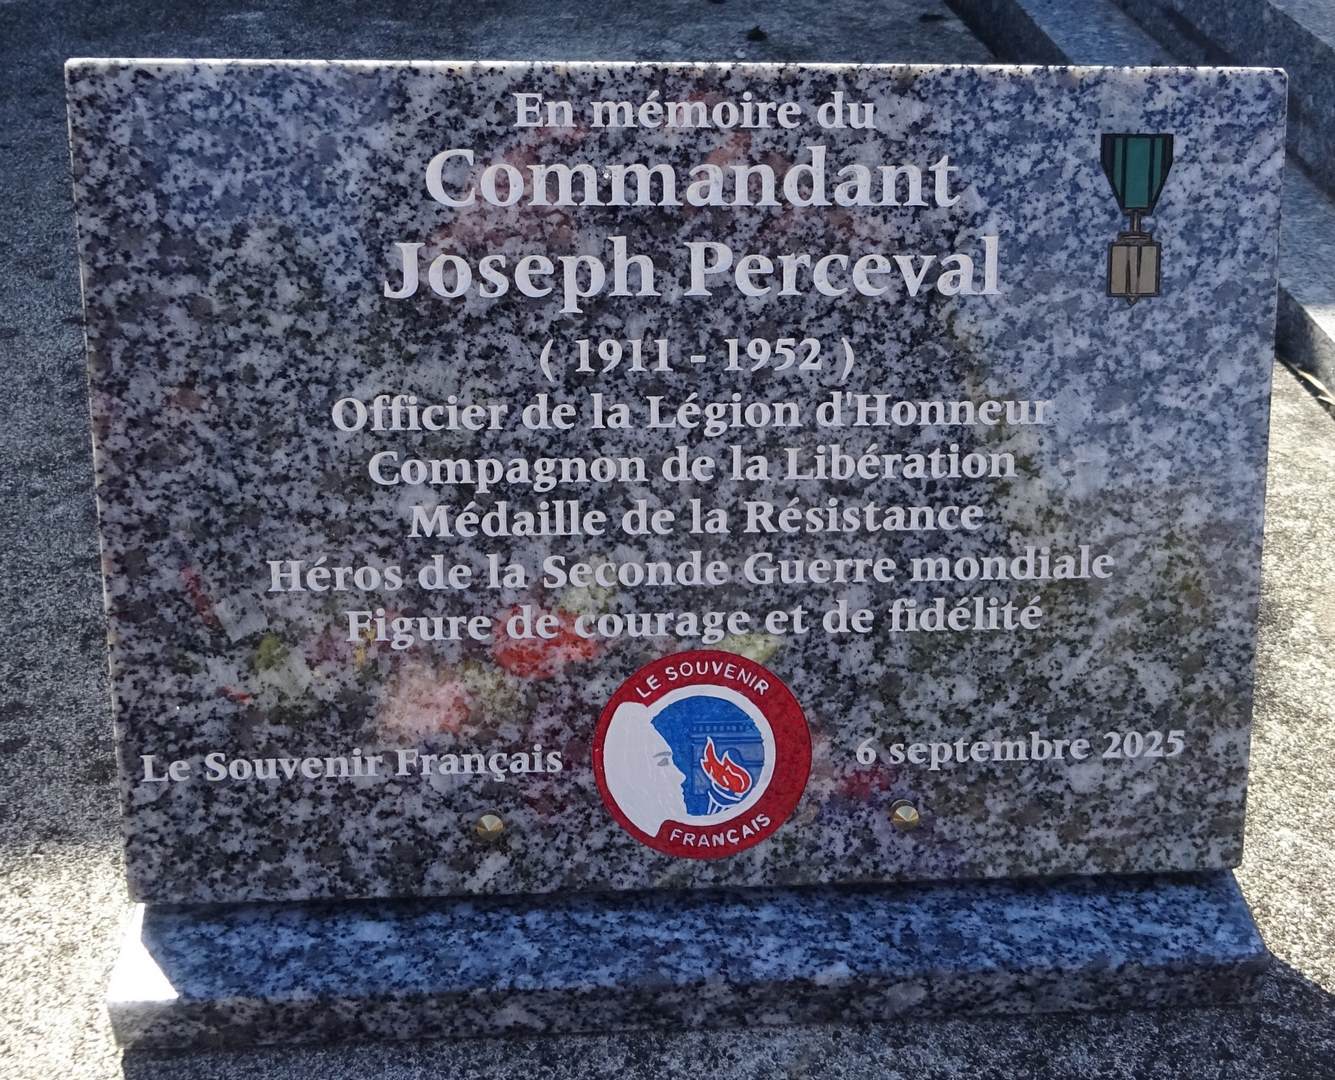 En mémoire du
Commandant
Joseph Perceval
( 1911 - 1952 )
Officier de la Légion d'Honneur
Compagnon de la Libération
Médaille de la Résistance
Héros de la Seconde Guerre mondiale
Figure de courage et de fidélité
LE SOUVENIR
FRANÇAIS
Le Souvenir Français
6 septembre 2025